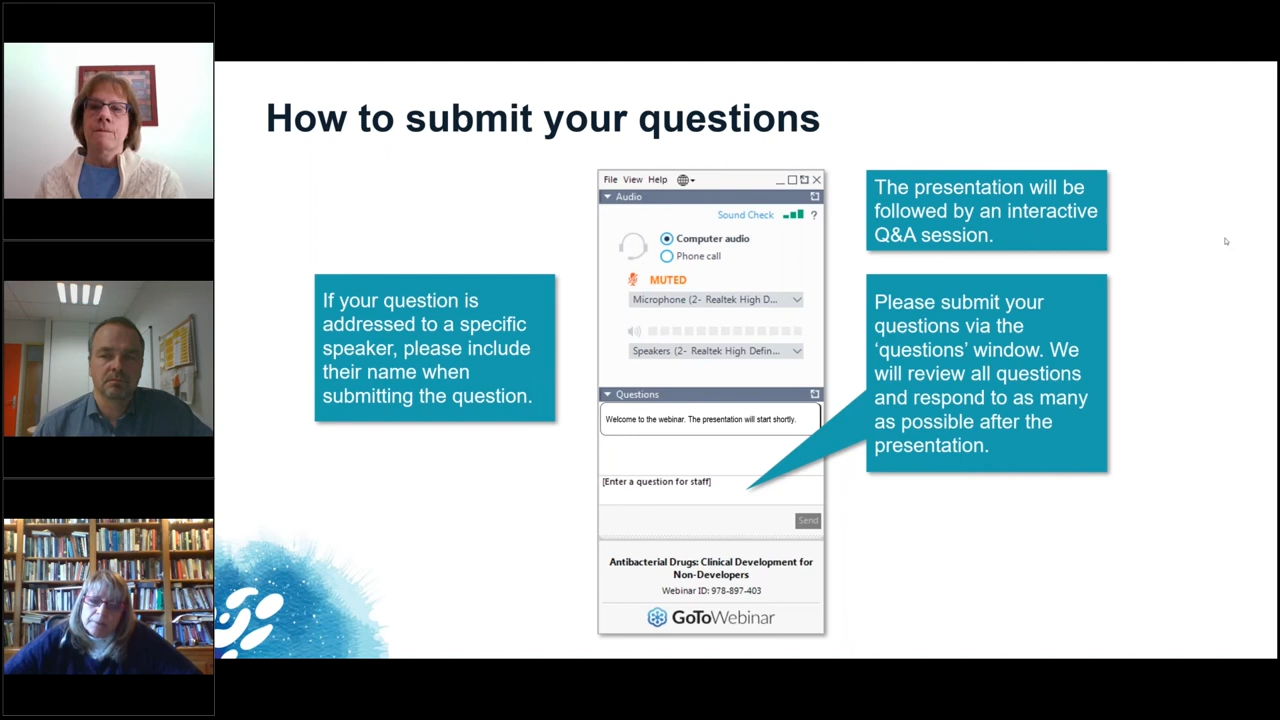 How to submit your questions
If your question is
addressed to a specific
speaker, please include
their name when
submitting the question.
File View Help
Audio
Sound Check ?
Computer audio
Phone call
MUTED
Microphone (2- Realtek High D...
Speakers (2- Realtek High Defin...
Questions
Welcome to the webinar. The presentation will start shortly.
[Enter a question for staff]
Send
Antibacterial Drugs: Clinical Development for
Non-Developers
Webinar ID: 978-897-403
GoToWebinar
The presentation will be
followed by an interactive
Q&A session.
Please submit your
questions via the
‘questions’ window. We
will review all questions
and respond to as many
as possible after the
presentation.